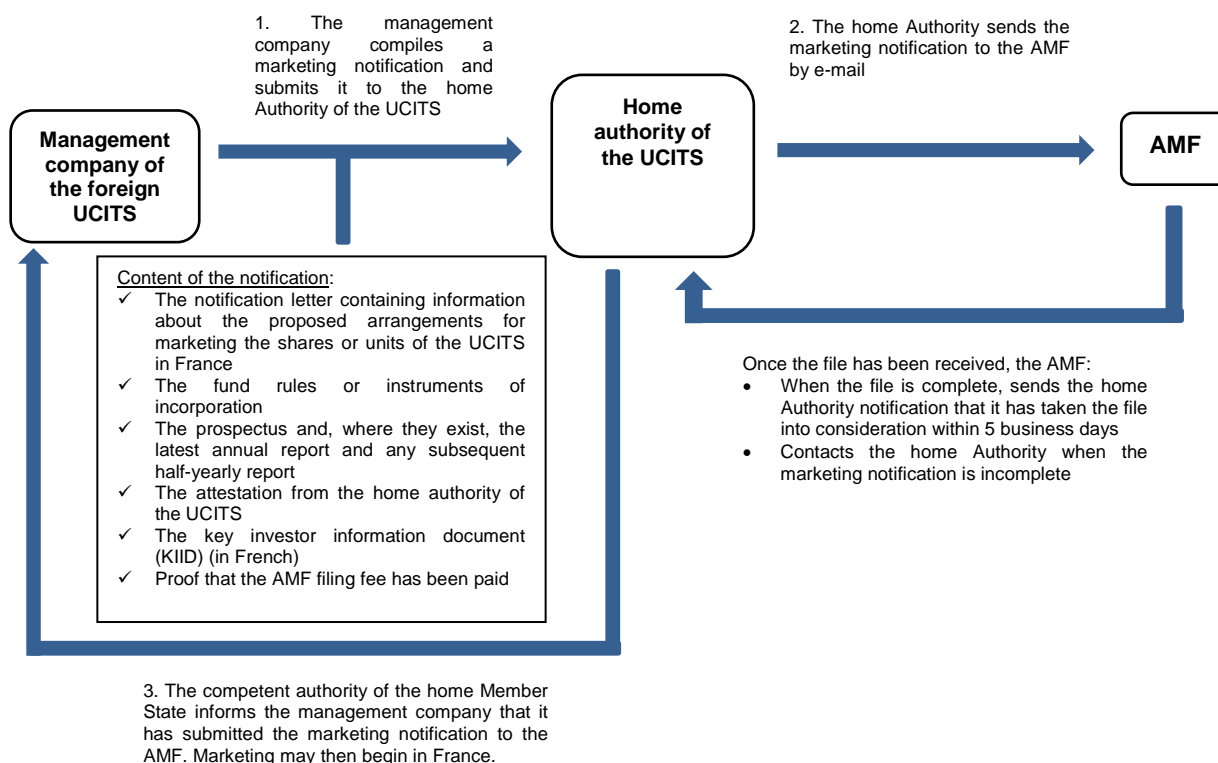 1. The management
company compiles a
marketing notification and
submits it to the home
Authority of the UCITS
2. The home Authority sends the
marketing notification to the AMF
by e-mail
Management
company of
the foreign
UCITS
Home
authority of
the UCITS
AMF
Content of the notification:
✓ The notification letter containing information
about the proposed arrangements for
marketing the shares or units of the UCITS
in France
✓ The fund rules or instruments of
incorporation
✓ The prospectus and, where they exist, the
latest annual report and any subsequent
half-yearly report
✓ The attestation from the home authority of
the UCITS
✓ The key investor information document
(KIID) (in French)
✓ Proof that the AMF filing fee has been paid
Once the file has been received, the AMF:
• When the file is complete, sends the home
Authority notification that it has taken the file
into consideration within 5 business days
• Contacts the home Authority when the
marketing notification is incomplete
3. The competent authority of the home Member
State informs the management company that it
has submitted the marketing notification to the
AMF. Marketing may then begin in France.